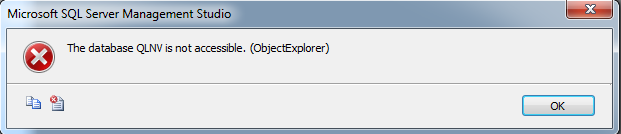 Microsoft SQL Server Management Studio
The database QLNV is not accessible. (ObjectExplorer)
OK